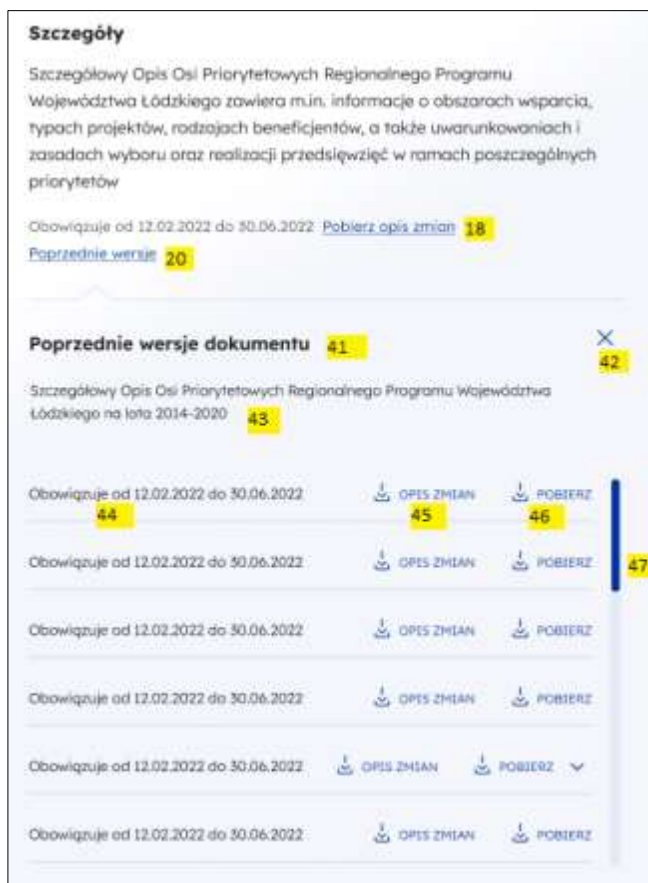 Szczegóły
Szczegółowy Opis Osi Priorytetowych Regionalnego Programu
Województwa Łódzkiego zawiera m.in. informacje o obszarach wsparcia,
typach projektów, rodzajach beneficjentów, a także uwarunkowaniach i
zasadach wyboru oraz realizacji przedsięwzięć w ramach poszczególnych
priorytetów
Obowiązuje od 12.02.2022 do 30.06.2022 Pobierz opis zmian 18
Poprzednie wersje 20
Poprzednie wersje dokumentu 41
42
Szczegółowy Opis Osi Priorytetowych Regionalnego Programu Województwa
Łódzkiego na lata 2014-2020 43
Obowiązuje od 12.02.2022 do 30.06.2022 OPIS ZMIAN POBIERZ
44 45 46
Obowiązuje od 12.02.2022 do 30.06.2022 OPIS ZMIAN POBIERZ 47
Obowiązuje od 12.02.2022 do 30.06.2022 OPIS ZMIAN POBIERZ
Obowiązuje od 12.02.2022 do 30.06.2022 OPIS ZMIAN POBIERZ
Obowiązuje od 12.02.2022 do 30.06.2022 OPIS ZMIAN POBIERZ
Obowiązuje od 12.02.2022 do 30.06.2022 OPIS ZMIAN POBIERZ